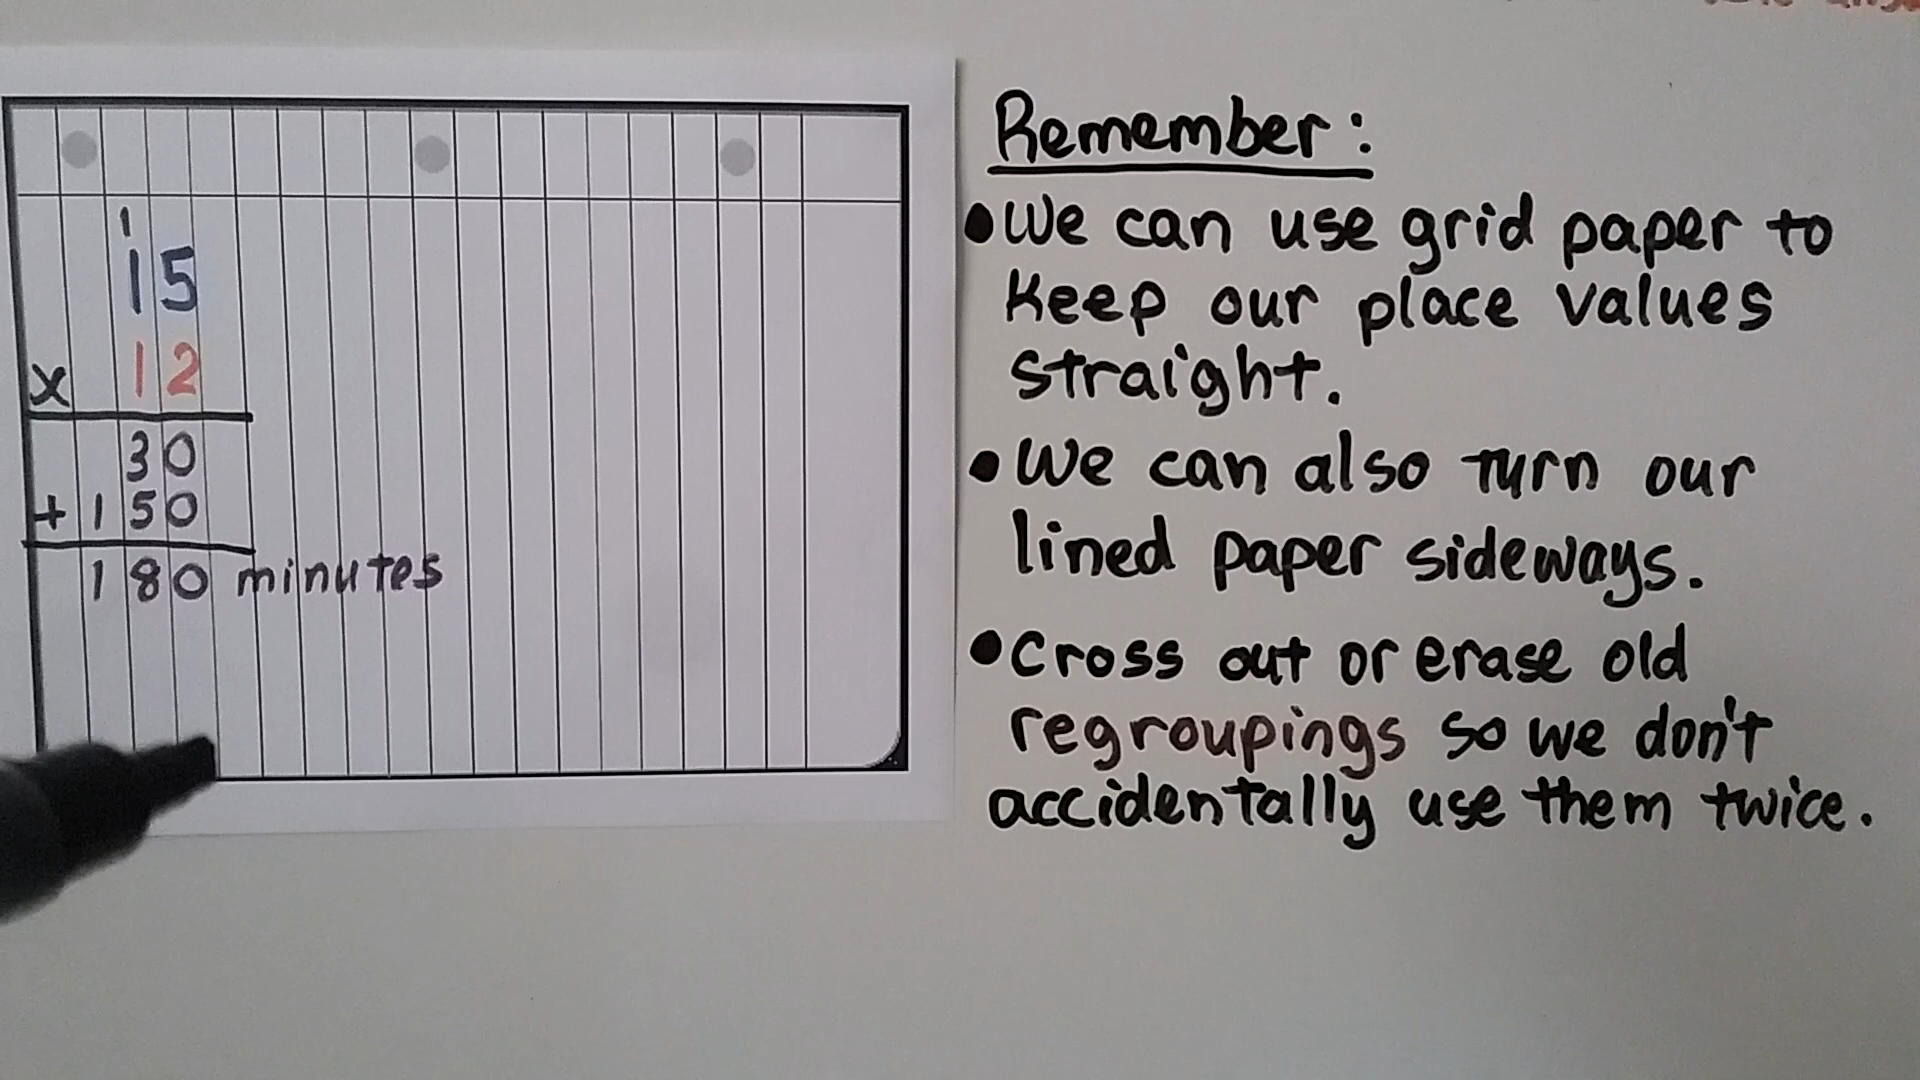 1
15
x 12
30
+ 150
180 minutes
Remember:
• We can use grid paper to
keep our place values
straight.
• We can also turn our
lined paper sideways.
• Cross out or erase old
regroupings so we don't
accidentally use them twice.